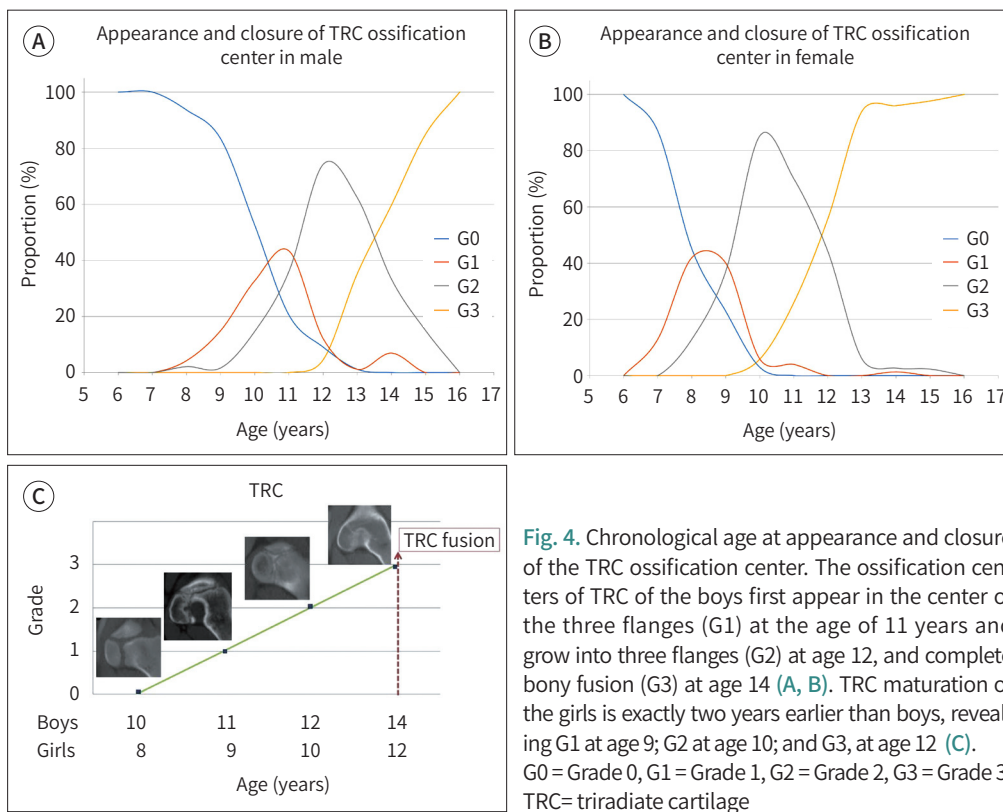 A
Appearance and closure of TRC ossification
center in male
100
80
60
40
20
0
Proportion (%)
G0
G1
G2
G3
5 6 7 8 9 10 11 12 13 14 15 16 17
Age (years)
B
Appearance and closure of TRC ossification
center in female
100
80
60
40
20
0
Proportion (%)
G0
G1
G2
G3
5 6 7 8 9 10 11 12 13 14 15 16 17
Age (years)
C
TRC
TRC fusion
3
2
1
0
Grade
Boys 10 11 12 14
Girls 8 9 10 12
Age (years)
Fig. 4. Chronological age at appearance and closure
of the TRC ossification center. The ossification cen
ters of TRC of the boys first appear in the center o
the three flanges (G1) at the age of 11 years and
grow into three flanges (G2) at age 12, and complete
bony fusion (G3) at age 14 (A, B). TRC maturation o
the girls is exactly two years earlier than boys, reveal
ing G1 at age 9; G2 at age 10; and G3, at age 12 (C).
G0 = Grade 0, G1 = Grade 1, G2 = Grade 2, G3 = Grade 3
TRC= triradiate cartilage